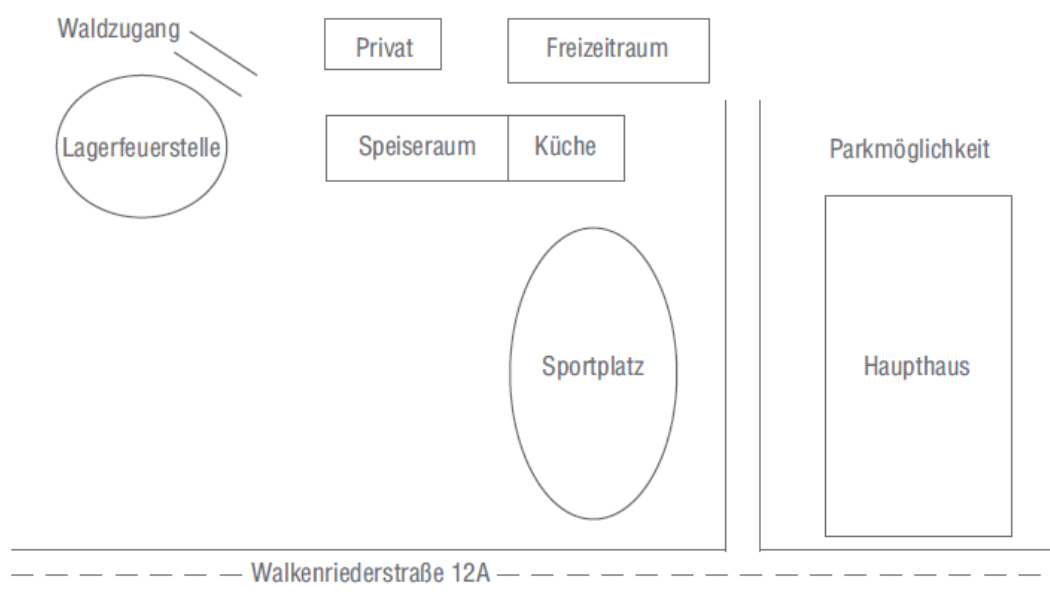 Waldzugang
Privat
Freizeitraum
Lagerfeuerstelle
Speiseraum
Küche
Parkmöglichkeit
Sportplatz
Haupthaus
Walkenriederstraße 12A